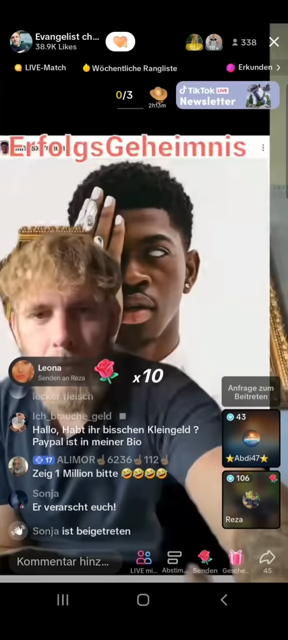 Evangelist ch...
38.9K Likes
338
LIVE-Match
Wöchentliche Rangliste
Erkunden
0/3
2h13m
TikTok LIVE
Newsletter
ErfolgsGeheimnis
Leona
Senden an Reza
x10
lecker fleisch
Ich_brauche_geld
Hallo, Habt ihr bisschen Kleingeld ?
Paypal ist in meiner Bio
17 ALIMOR☝🏿6236☝🏿112☝🏿
Zeig 1 Million bitte 🤣🤣🤣🤣
Sonja
Er verarscht euch!
Sonja ist beigetreten
Anfrage zum
Beitreten
43
⭐Abdi47⭐
106
Reza
Kommentar hinz...
LIVE mi...
Abstim...
Senden
Gesche...
45